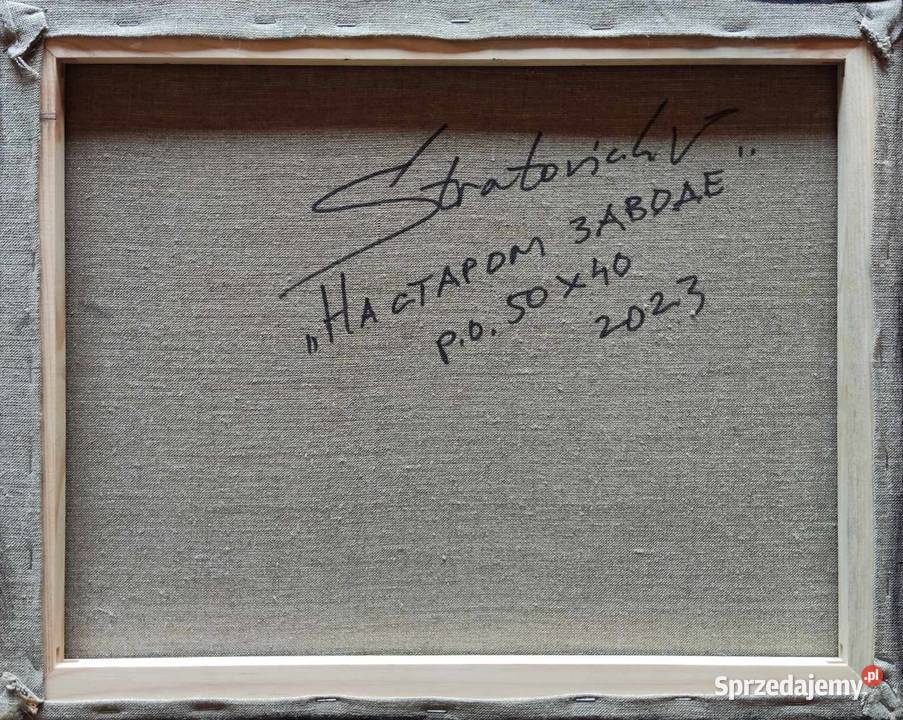 Stratovich V
„НА СТАРОМ ЗАВОДЕ"
p.o. 50 x 40
2023
Sprzedajemy.pl